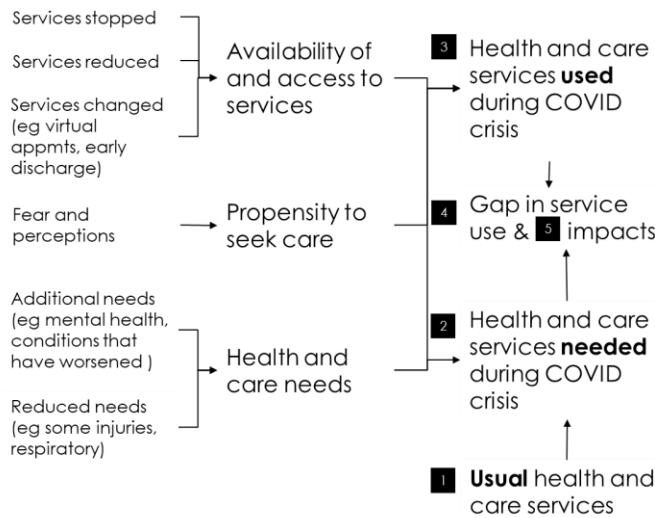 Services stopped
Services reduced
Services changed
(eg virtual
appmts, early
discharge)
Fear and
perceptions
Additional needs
(eg mental health,
conditions that
have worsened )
Reduced needs
(eg some injuries,
respiratory)
Availability of
and access to
services
Propensity to
seek care
Health and
care needs
3 Health and care
services used
during COVID
crisis
4 Gap in service
use & 5 impacts
2 Health and care
services needed
during COVID
crisis
1 Usual health and
care services